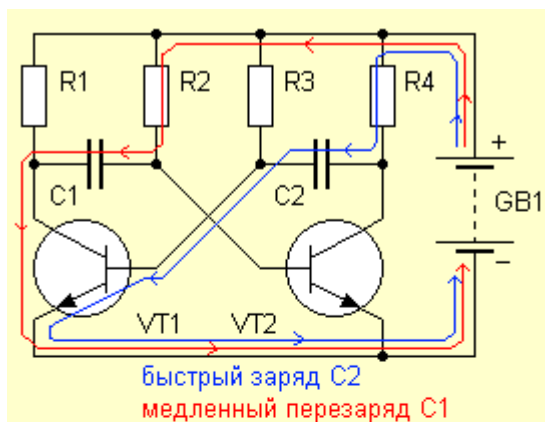 R1 R2 R3 R4
+
C1 C2 GB1
−
VT1 VT2
быстрый заряд C2
медленный перезаряд C1